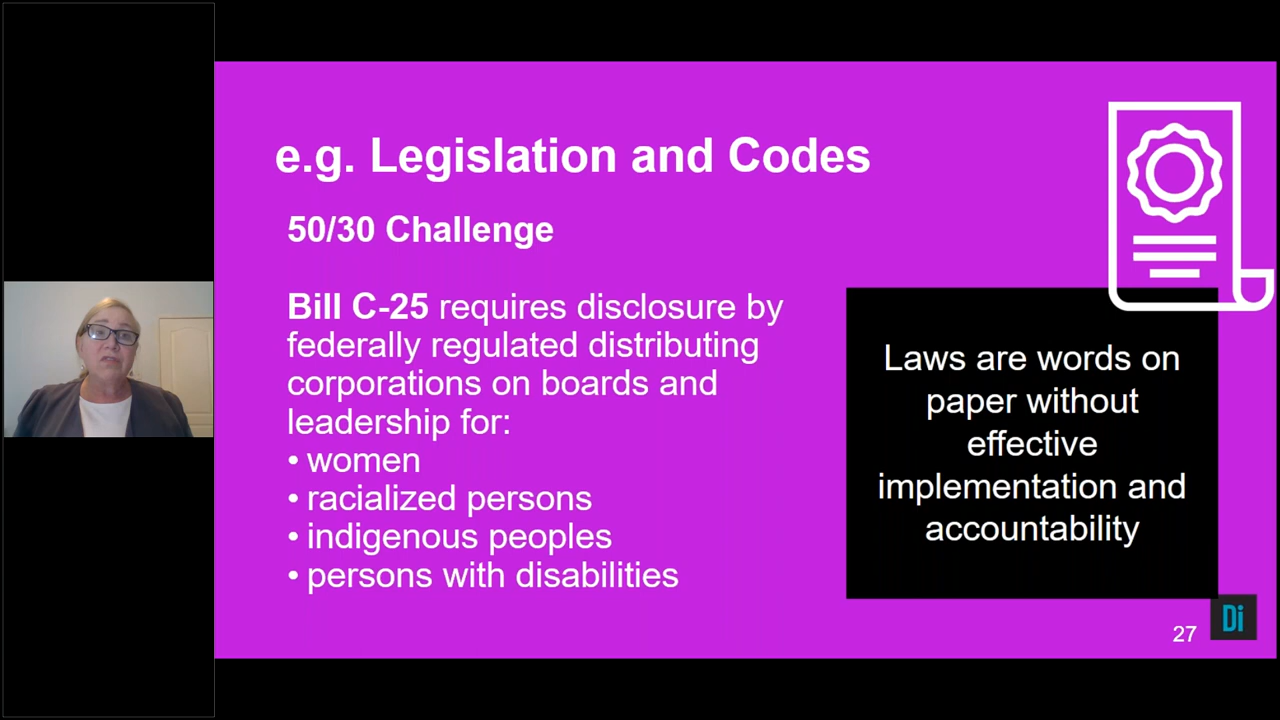 e.g. Legislation and Codes
50/30 Challenge
Bill C-25 requires disclosure by
federally regulated distributing
corporations on boards and
leadership for:
• women
• racialized persons
• indigenous peoples
• persons with disabilities
Laws are words on
paper without
effective
implementation and
accountability
27
Di